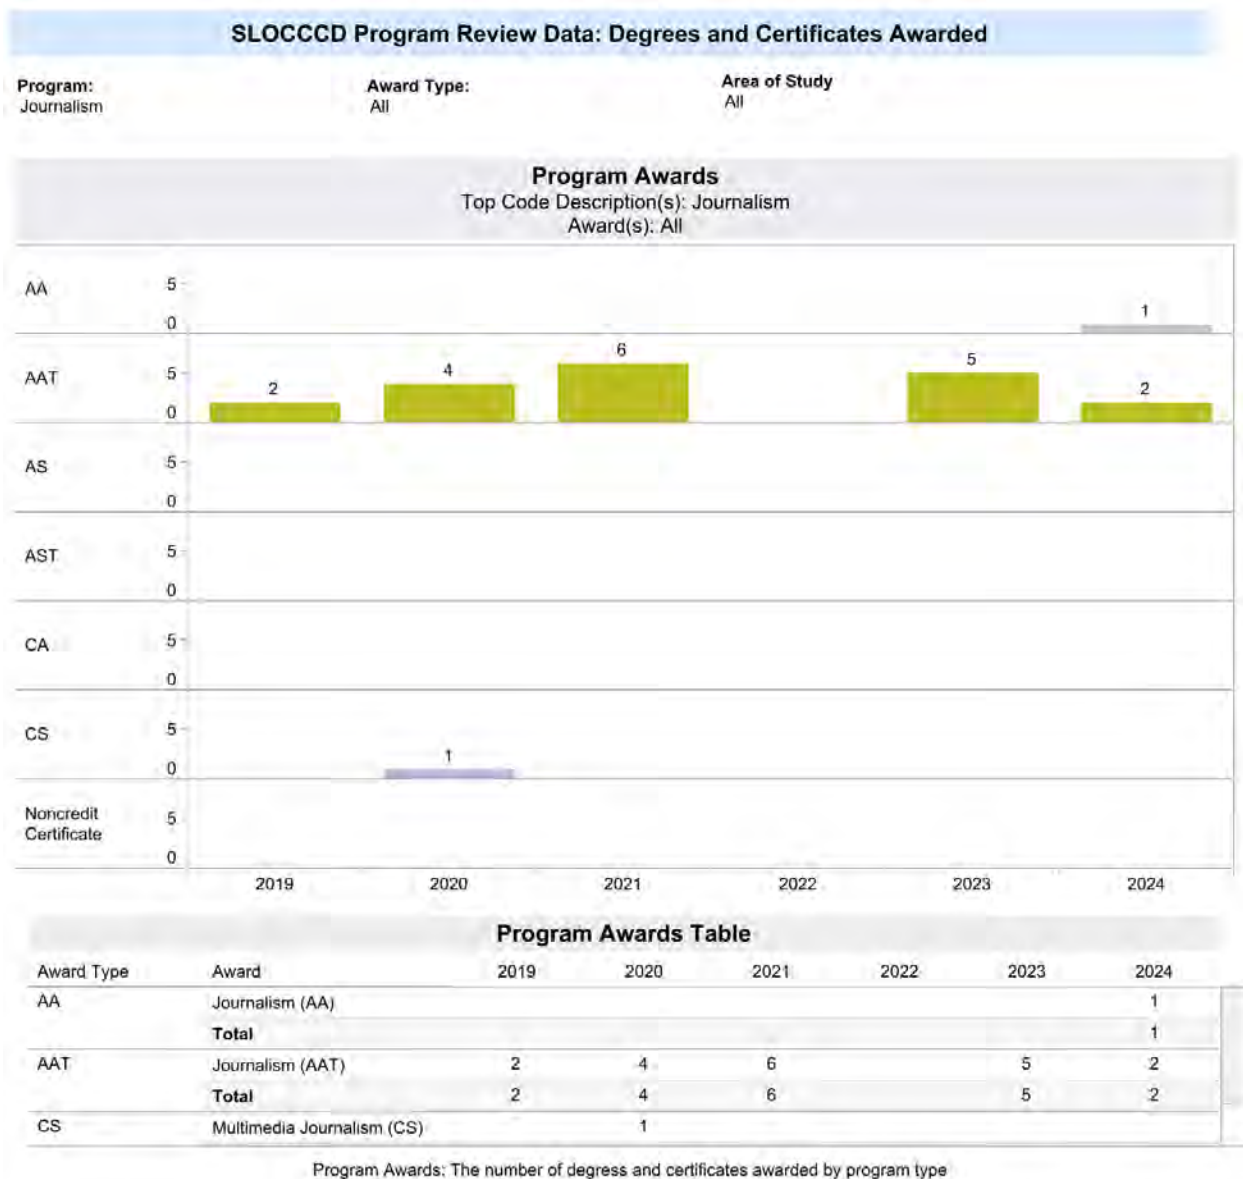 SLOCCCD Program Review Data: Degrees and Certificates Awarded
Program: Award Type: Area of Study
Journalism All All
Program Awards
Top Code Description(s): Journalism
Award(s): All
AA 5
0 1
AAT 5 2 4 6 5 2
0
AS 5
0
AST 5
0
CA 5
0
CS 5
0 1
Noncredit
Certificate 5
0
2019 2020 2021 2022 2023 2024
Program Awards Table
Award Type Award 2019 2020 2021 2022 2023 2024
AA Journalism (AA) 1
Total 1
AAT Journalism (AAT) 2 4 6 5 2
Total 2 4 6 5 2
CS Multimedia Journalism (CS) 1
Program Awards: The number of degress and certificates awarded by program type